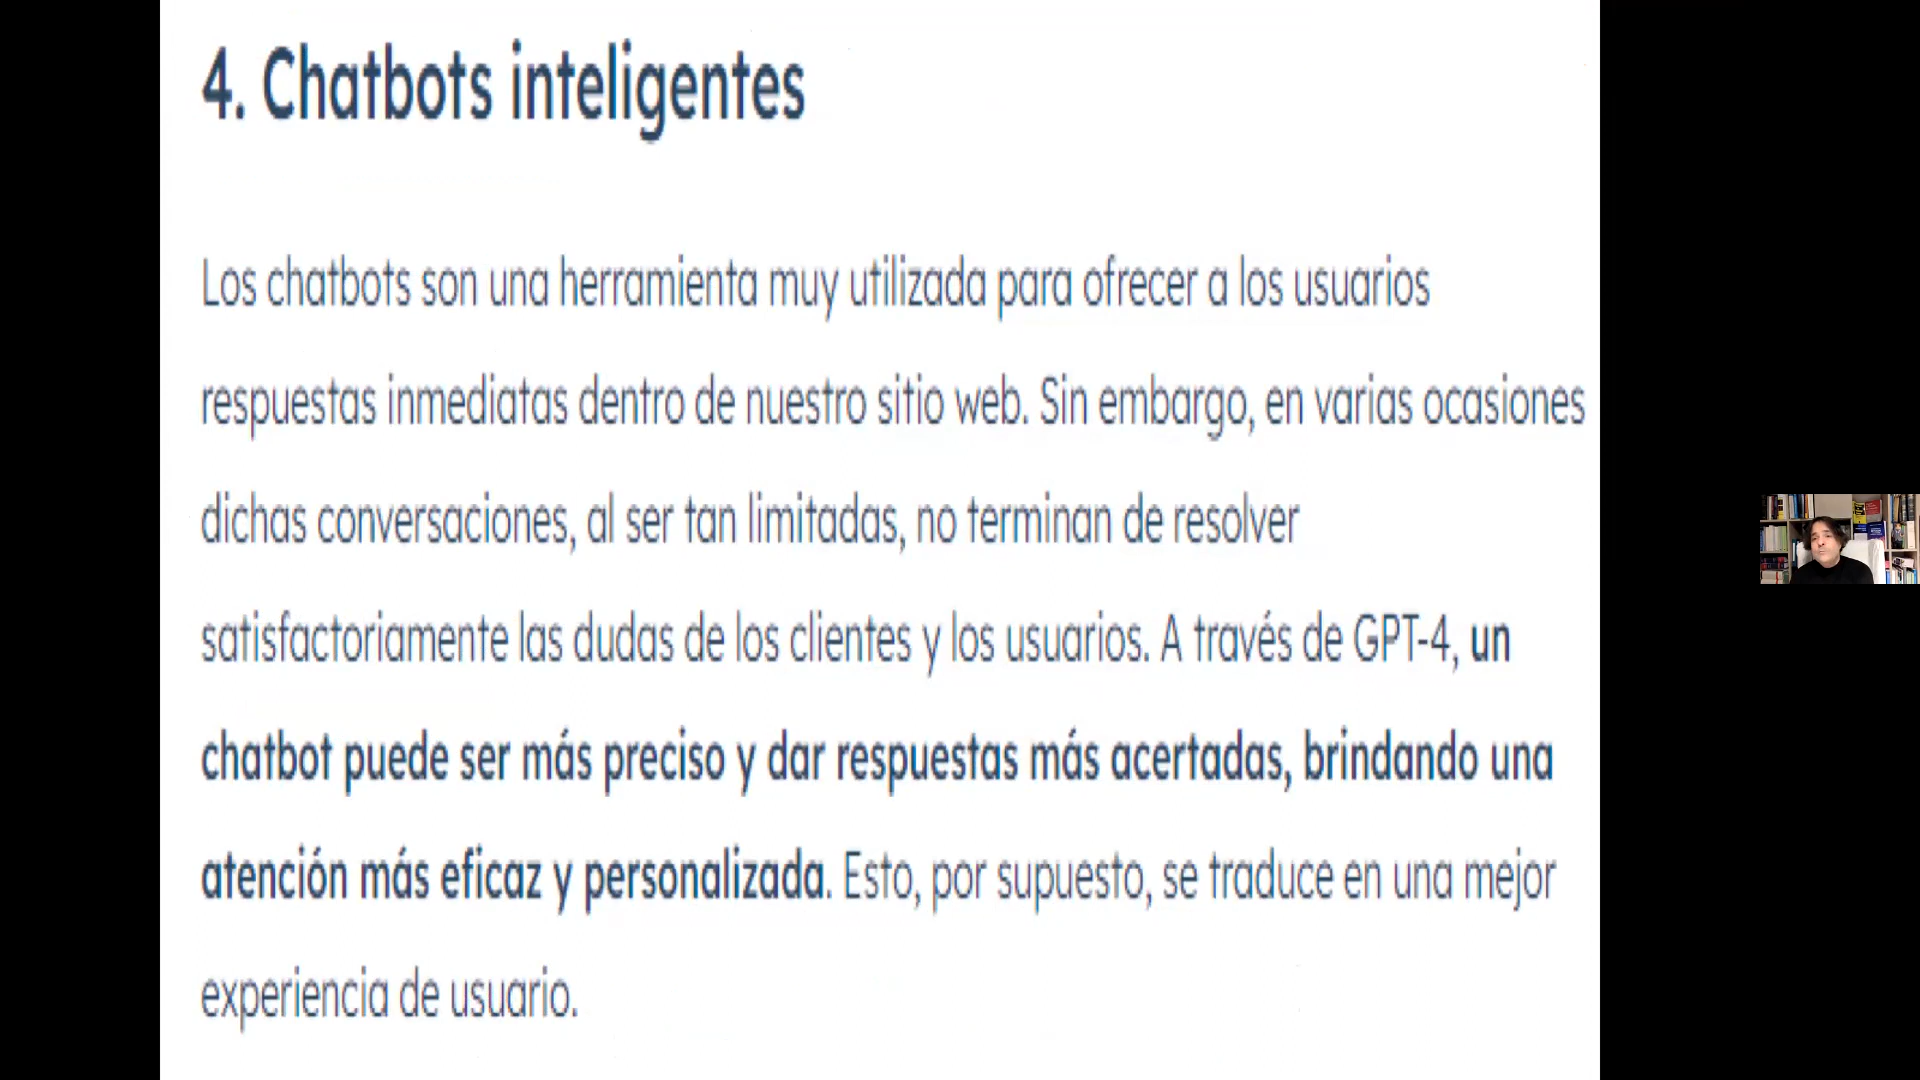 4. Chatbots inteligentes
Los chatbots son una herramienta muy utilizada para ofrecer a los usuarios
respuestas inmediatas dentro de nuestro sitio web. Sin embargo, en varias ocasiones
dichas conversaciones, al ser tan limitadas, no terminan de resolver
satisfactoriamente las dudas de los clientes y los usuarios. A través de GPT-4, un
chatbot puede ser más preciso y dar respuestas más acertadas, brindando una
atención más eficaz y personalizada. Esto, por supuesto, se traduce en una mejor
experiencia de usuario.